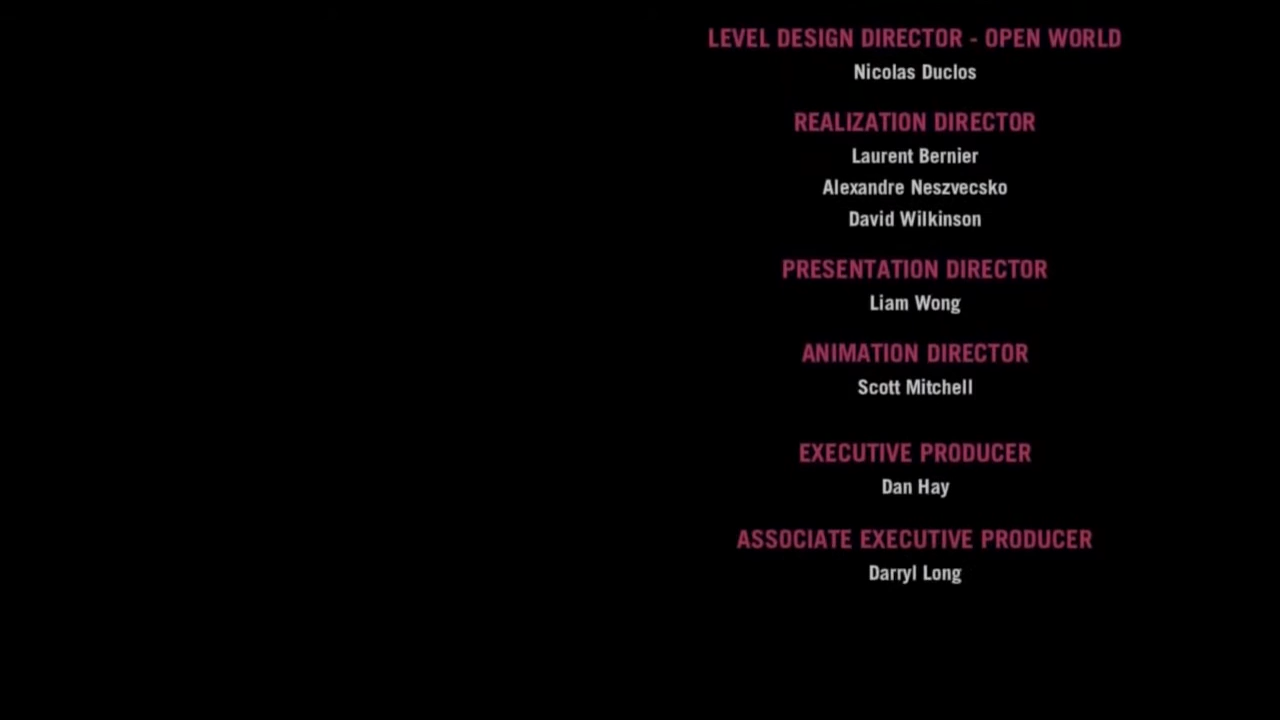 LEVEL DESIGN DIRECTOR - OPEN WORLD
Nicolas Duclos
REALIZATION DIRECTOR
Laurent Bernier
Alexandre Neszvecsko
David Wilkinson
PRESENTATION DIRECTOR
Liam Wong
ANIMATION DIRECTOR
Scott Mitchell
EXECUTIVE PRODUCER
Dan Hay
ASSOCIATE EXECUTIVE PRODUCER
Darryl Long